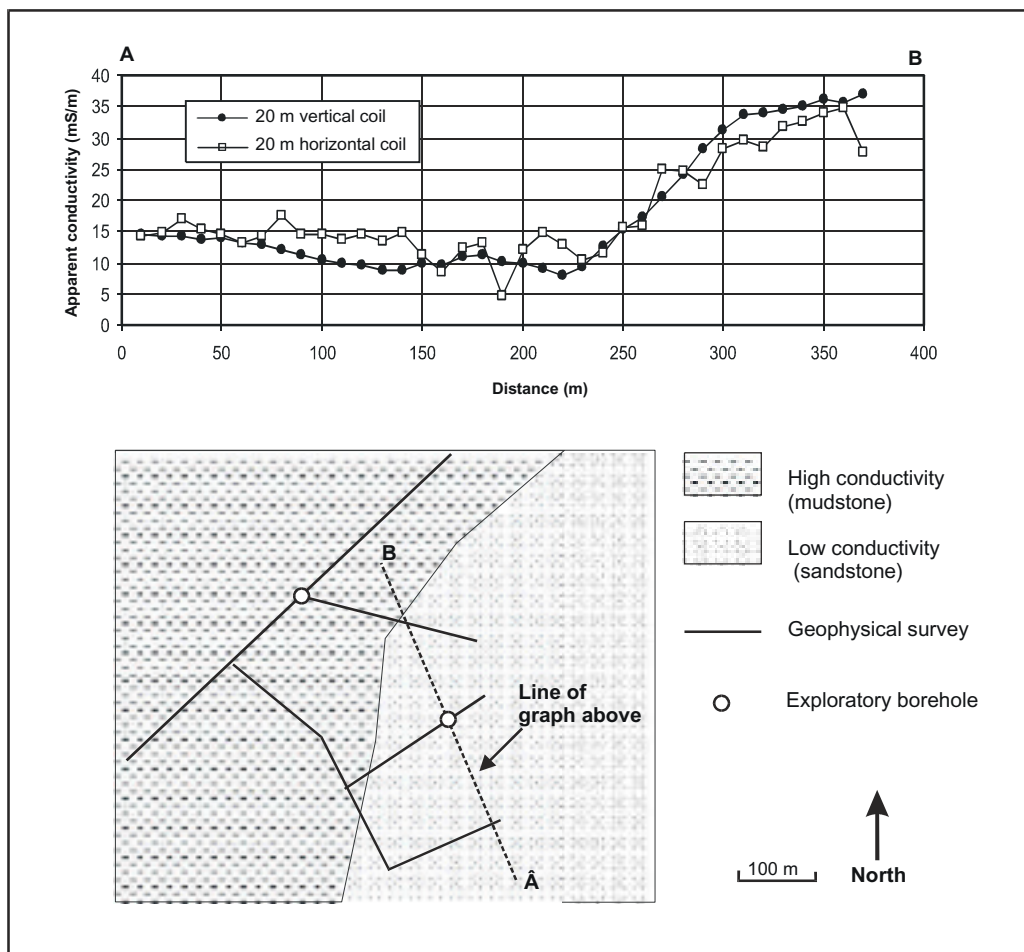 A B
40
35
30
25
20
15
10
5
0
Apparent conductivity (mS/m)
20 m vertical coil
20 m horizontal coil
0 50 100 150 200 250 300 350 400
Distance (m)
High conductivity
(mudstone)
Low conductivity
(sandstone)
Geophysical survey
Exploratory borehole
B
Line of
graph above
Â
100 m
North